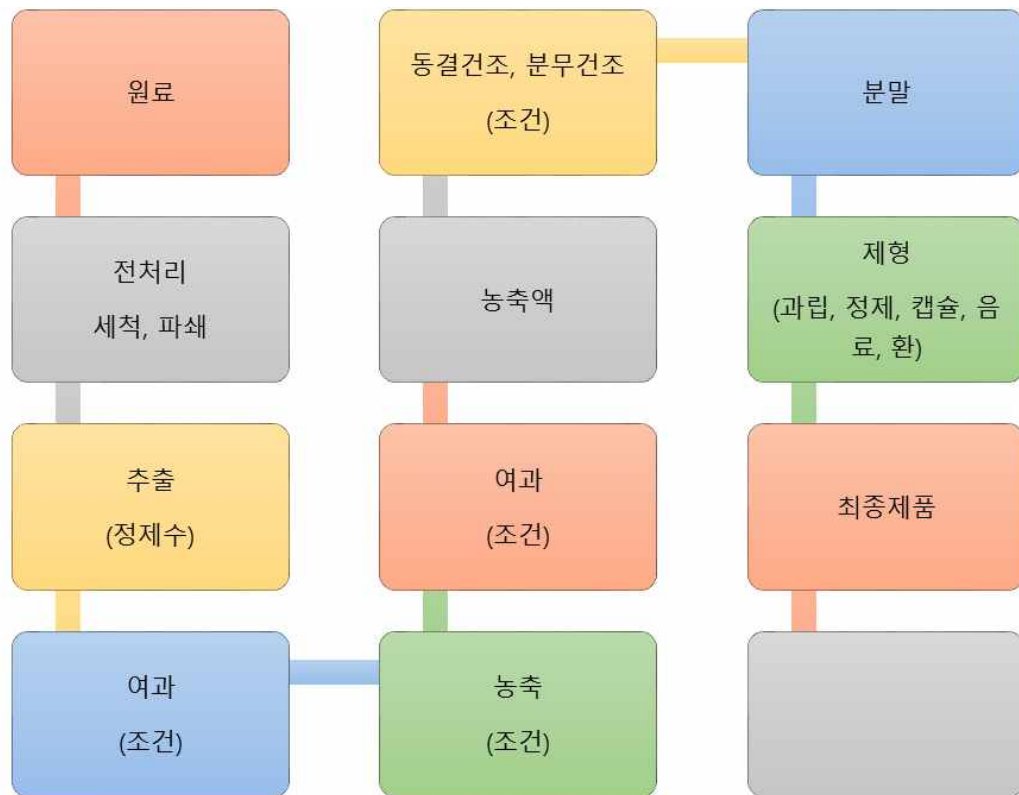 원료
전처리
세척, 파쇄
추출
(정제수)
여과
(조건)
농축
(조건)
여과
(조건)
농축액
동결건조, 분무건조
(조건)
분말
제형
(과립, 정제, 캡슐, 음
료, 환)
최종제품